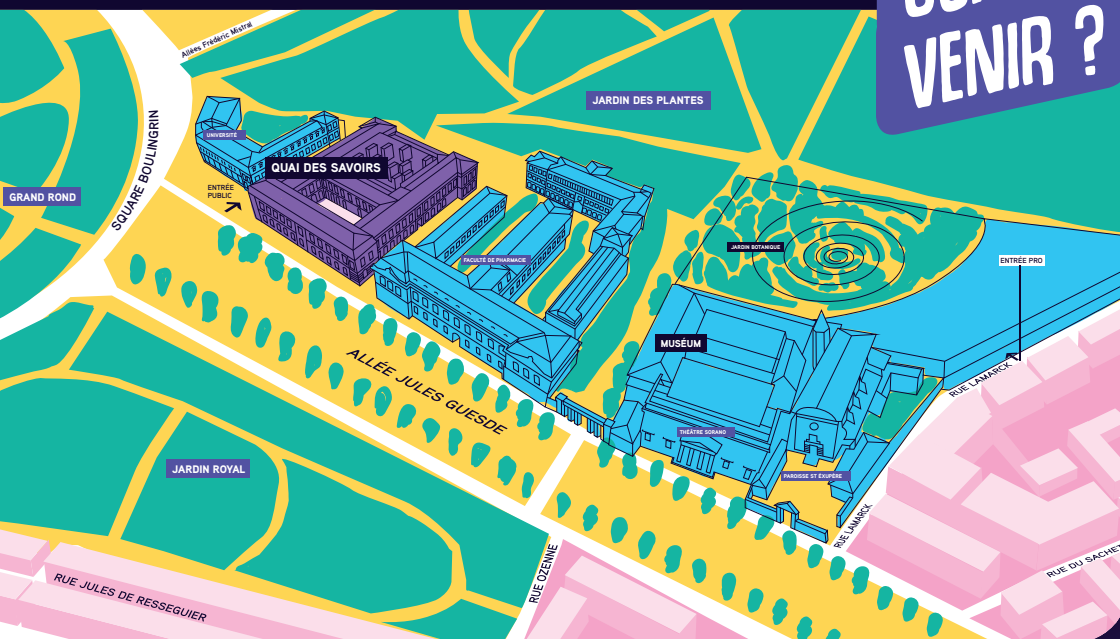 VENIR ?
Allées Frédéric Mistral
JARDIN DES PLANTES
UNIVERSITÉ
SQUARE BOULINGRIN
QUAI DES SAVOIRS
ENTRÉE
PUBLIC
GRAND ROND
JARDIN BOTANIQUE
FACULTÉ DE PHARMACIE
ENTRÉE PRO
MUSÉUM
RUE LAMARCK
ALLÉE JULES GUESDE
THÉÂTRE SORANO
JARDIN ROYAL
PAROISSE ST ÉXUPÈRE
RUE LAMARCK
RUE OZENNE
RUE DU SACHET
RUE JULES DE RESSEGUIER